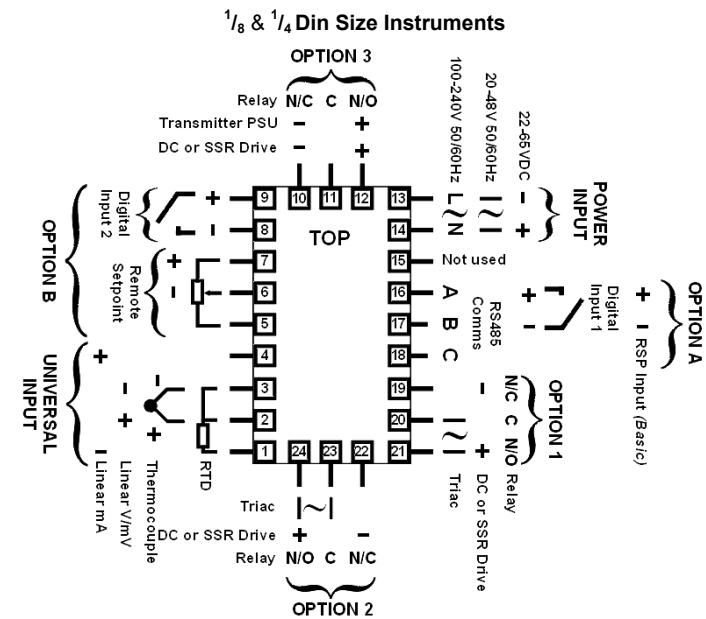 1/8 & 1/4 Din Size Instruments
OPTION 3
Relay N/C C N/O
Transmitter PSU − +
DC or SSR Drive − +
100-240V 50/60Hz
20-48V 50/60Hz
22-65VDC
L ~ N
~
− +
POWER INPUT
9
10
11
12
13
8
14
7
15
6
16
5
17
4
18
3
19
2
20
1
24
23
22
21
TOP
Not used
OPTION B
Digital Input 2
+
−
Remote Setpoint
+
−
UNIVERSAL INPUT
+
− Linear mA
−
+
Linear V/mV
−
+
Thermocouple
RTD
A
B
C
RS485 Comms
+
−
Digital Input 1
+
− RSP Input (Basic)
OPTION A
OPTION 1
N/C C N/O Relay
−
+ DC or SSR Drive
~
Triac
Triac ~
DC or SSR Drive + −
Relay N/O C N/C
OPTION 2